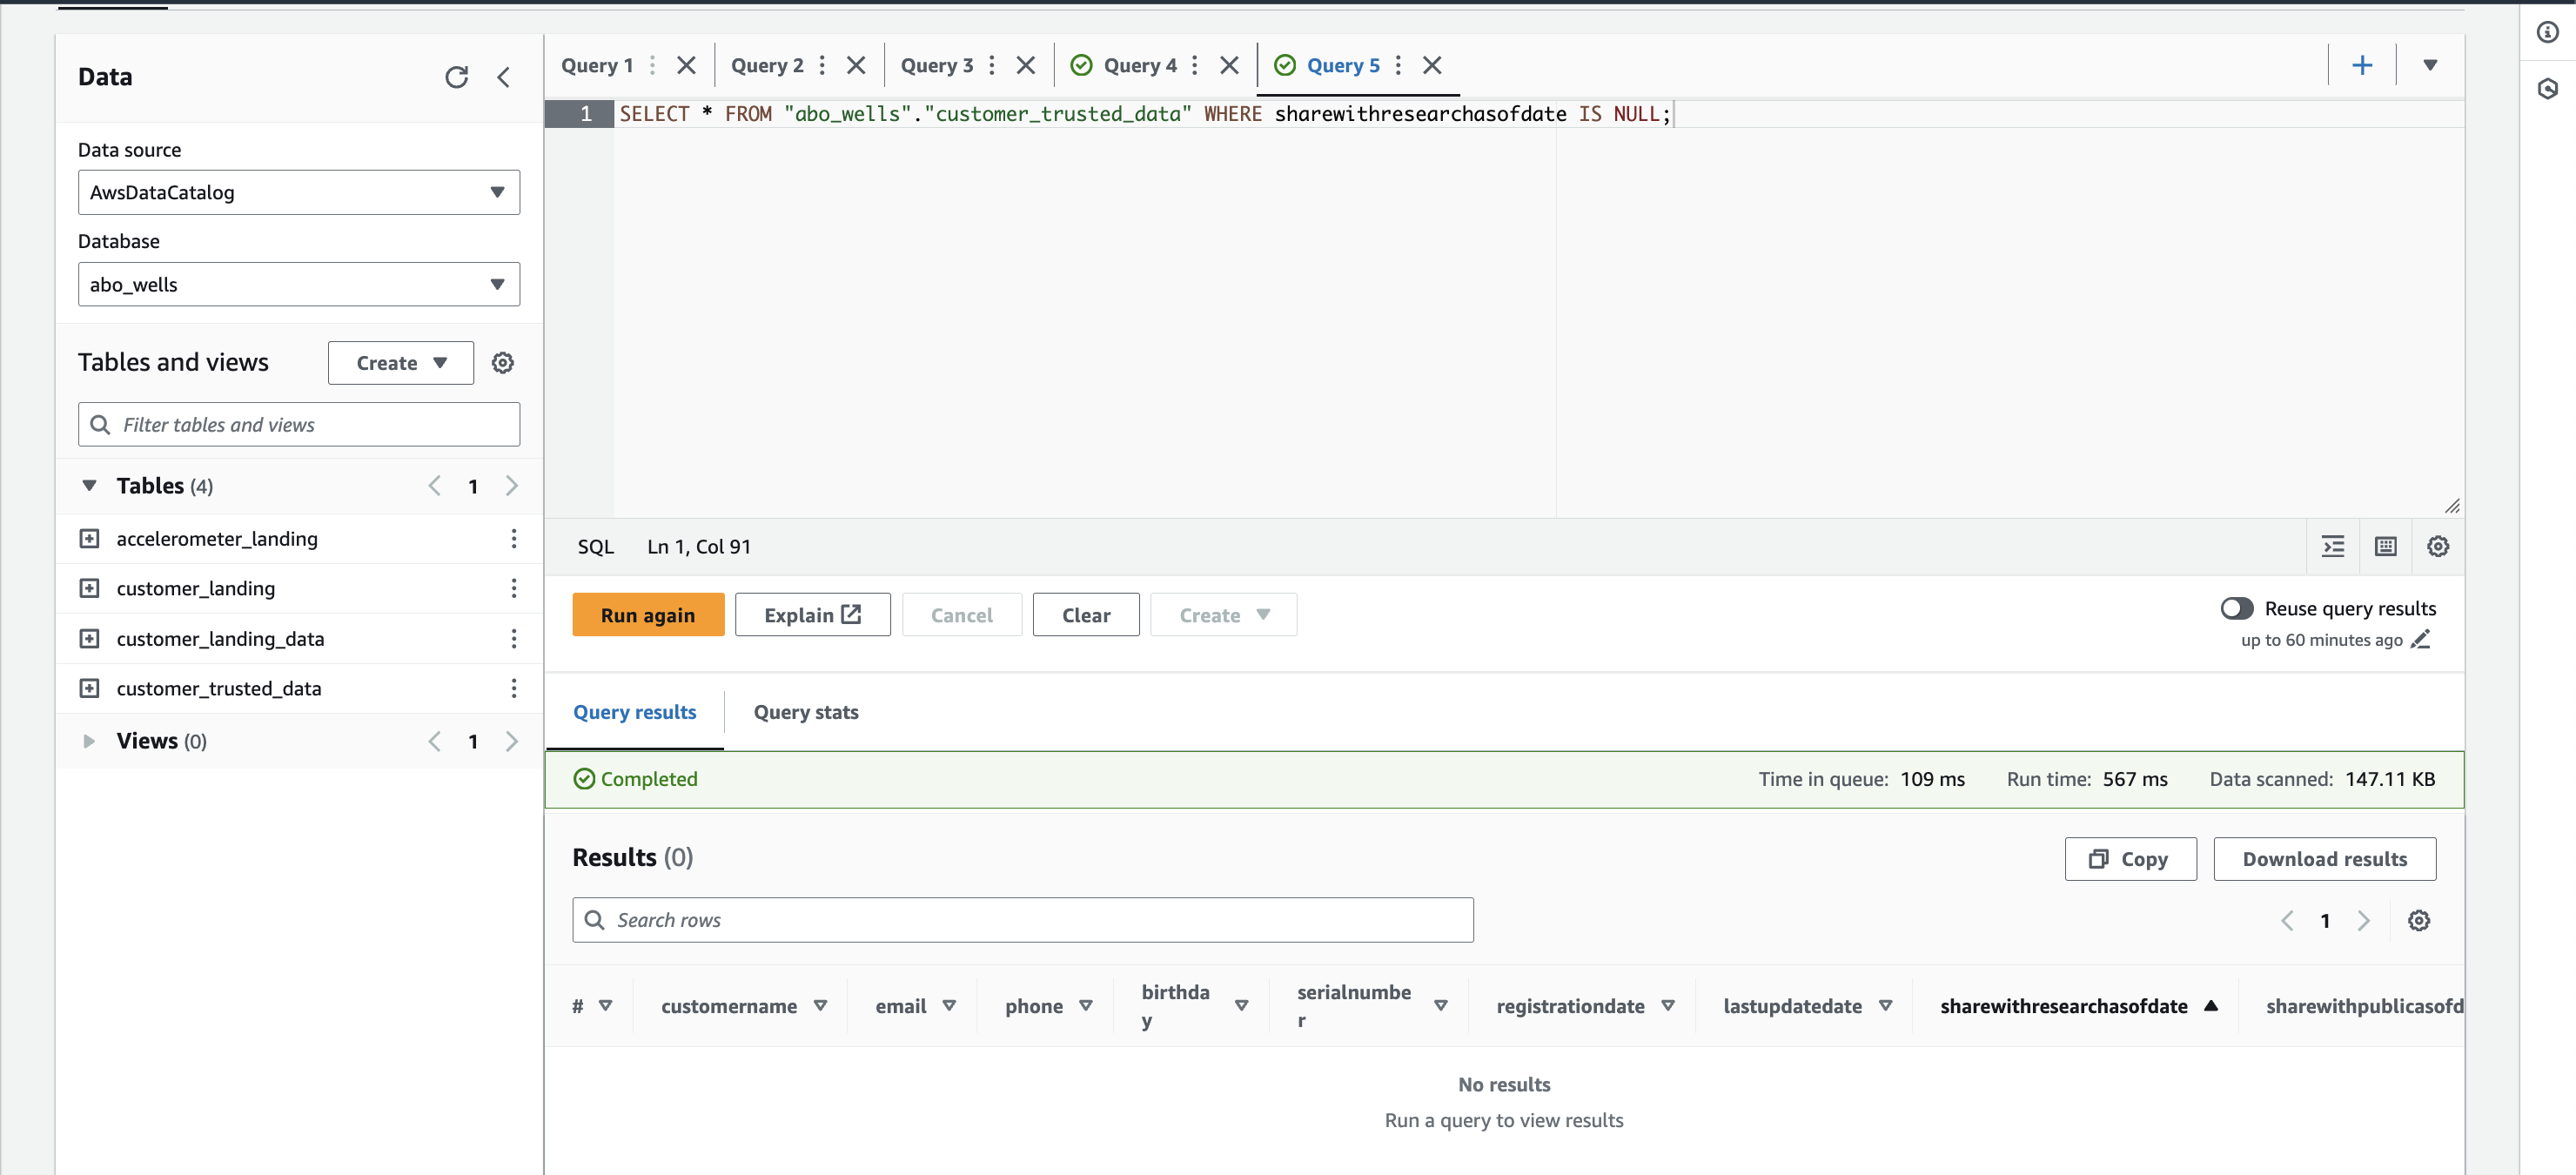 Data
Data source
AwsDataCatalog
Database
abo_wells
Tables and views
Create
Filter tables and views
Tables (4)
1
accelerometer_landing
customer_landing
customer_landing_data
customer_trusted_data
Views (0)
1
Query 1
Query 2
Query 3
Query 4
Query 5
1 SELECT * FROM "abo_wells"."customer_trusted_data" WHERE sharewithresearchasofdate IS NULL;
SQL Ln 1, Col 91
Run again
Explain
Cancel
Clear
Create
Reuse query results
up to 60 minutes ago
Query results
Query stats
Completed
Time in queue: 109 ms Run time: 567 ms Data scanned: 147.11 KB
Results (0)
Copy
Download results
Search rows
1
#
customername
email
phone
birthda
y
serialnumbe
r
registrationdate
lastupdatedate
sharewithresearchasofdate
sharewithpublicasofd
No results
Run a query to view results